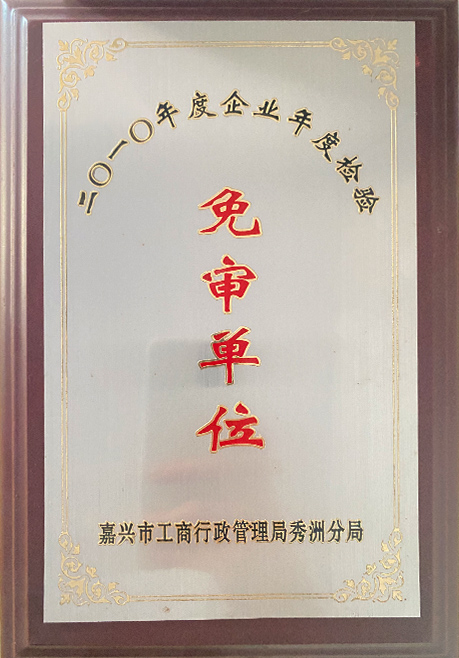 二〇一〇年度企业年度检验
免审单位
嘉兴市工商行政管理局秀洲分局